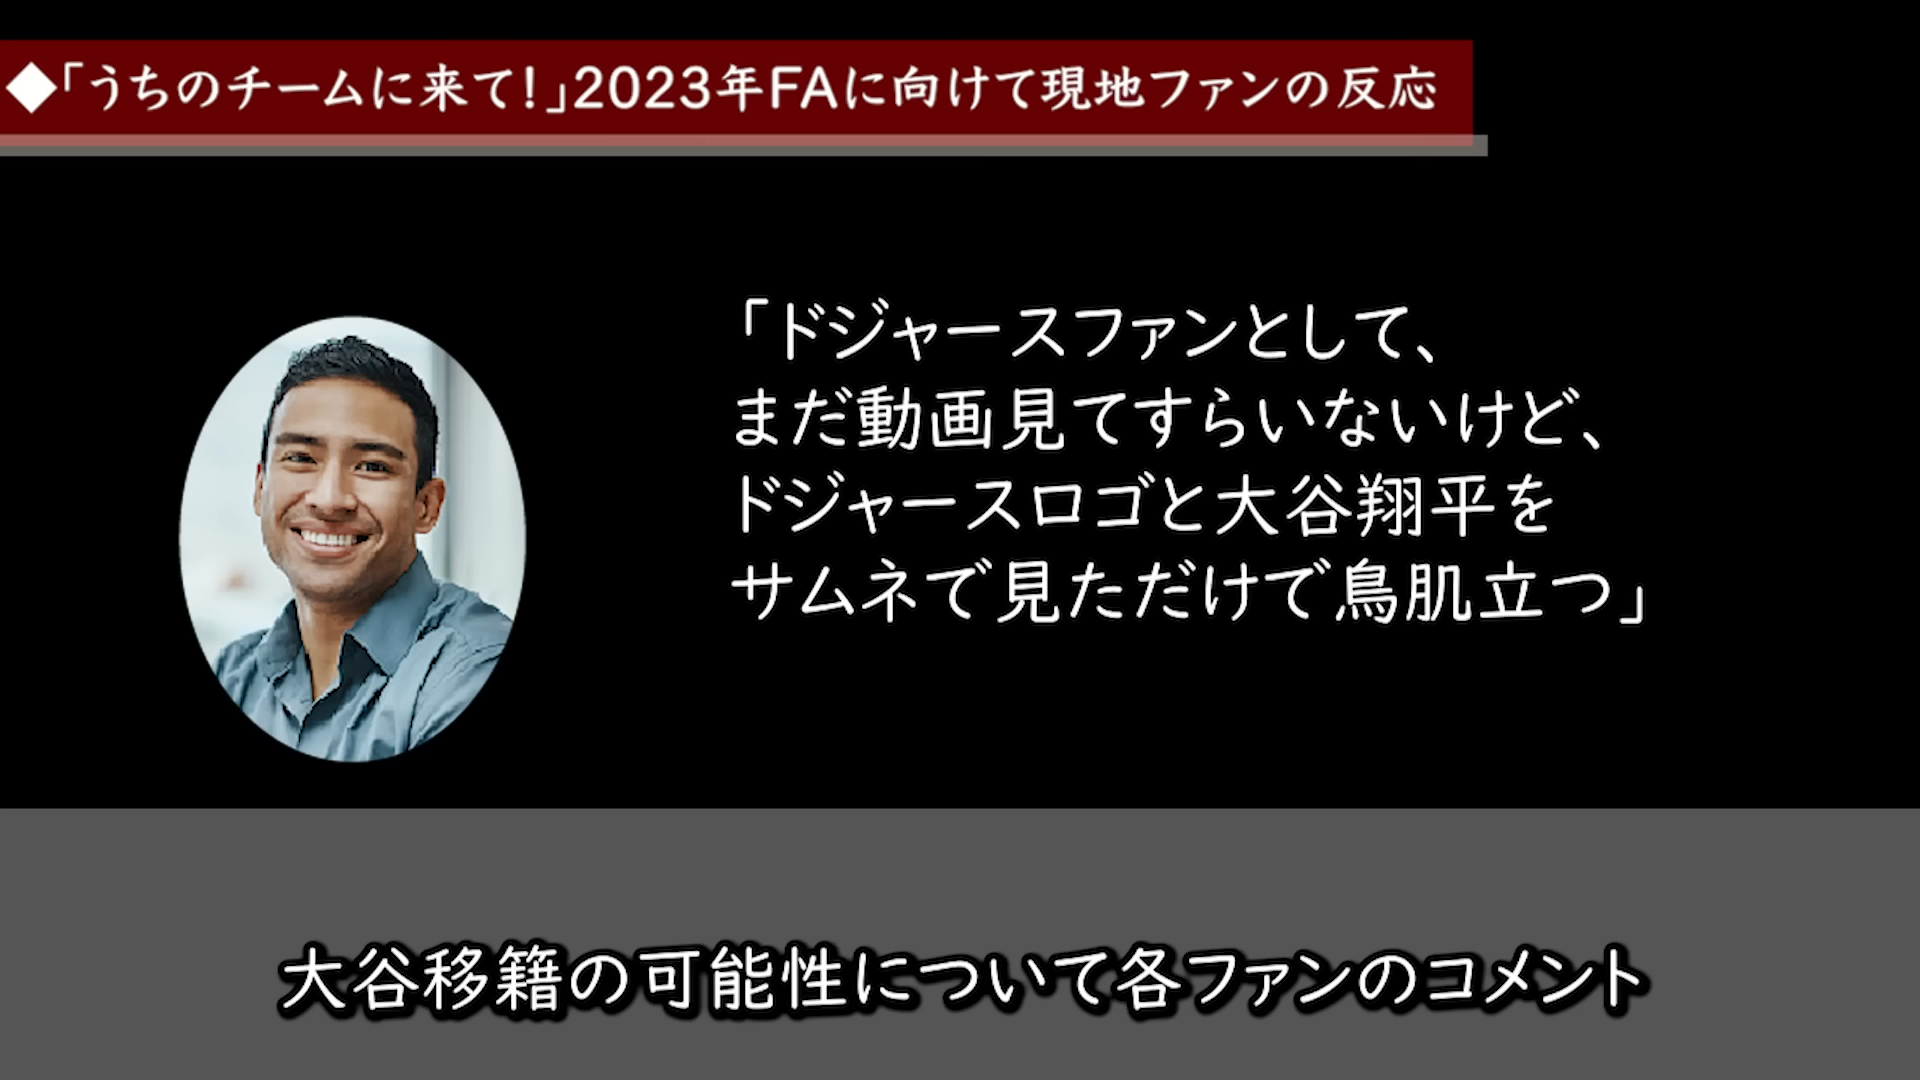 ◆「うちのチームに来て!」2023年FAに向けて現地ファンの反応
「ドジャースファンとして、
まだ動画見てすらいないけど、
ドジャースロゴと大谷翔平を
サムネで見ただけで鳥肌立つ」
大谷移籍の可能性について各ファンのコメント